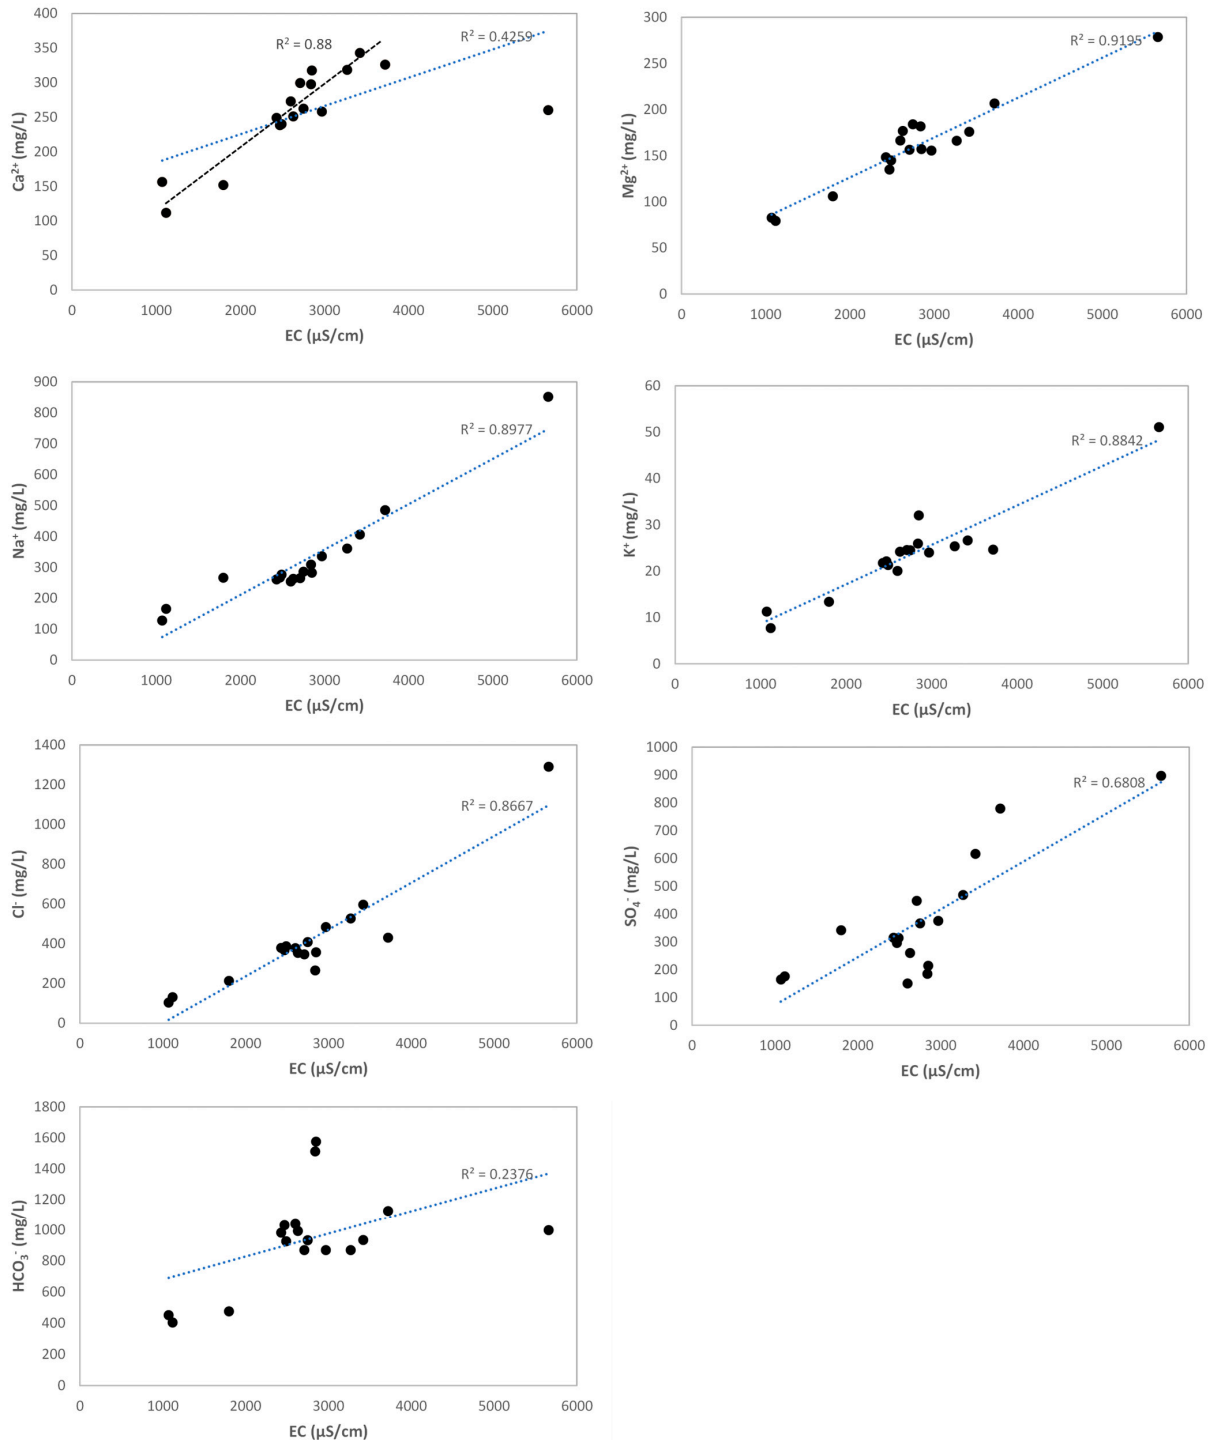 400
350
300
250
200
150
100
50
0
Ca²⁺ (mg/L)
R² = 0.88
R² = 0.4259
0 1000 2000 3000 4000 5000 6000
EC (µS/cm)
300
250
200
150
100
50
0
Mg²⁺ (mg/L)
R² = 0.9195
0 1000 2000 3000 4000 5000 6000
EC (µS/cm)
900
800
700
600
500
400
300
200
100
0
Na⁺ (mg/L)
R² = 0.8977
0 1000 2000 3000 4000 5000 6000
EC (µS/cm)
60
50
40
30
20
10
0
K⁺ (mg/L)
R² = 0.8842
0 1000 2000 3000 4000 5000 6000
EC (µS/cm)
1400
1200
1000
800
600
400
200
0
Cl⁻ (mg/L)
R² = 0.8667
0 1000 2000 3000 4000 5000 6000
EC (µS/cm)
1000
900
800
700
600
500
400
300
200
100
0
SO₄⁻ (mg/L)
R² = 0.6808
0 1000 2000 3000 4000 5000 6000
EC (µS/cm)
1800
1600
1400
1200
1000
800
600
400
200
0
HCO₃⁻ (mg/L)
R² = 0.2376
0 1000 2000 3000 4000 5000 6000
EC (µS/cm)